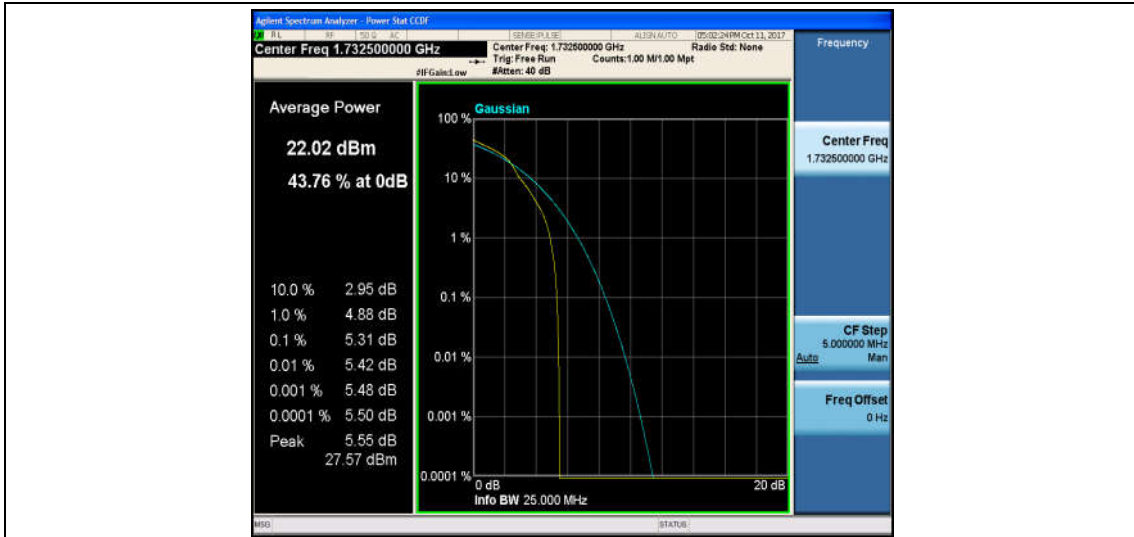 Agilent Spectrum Analyzer - Power Stat CCDF
RL RF 50 Ω AC SENSE:PULSE ALIGN AUTO 05:02:24 PM Oct 11, 2017
Center Freq 1.732500000 GHz
Center Freq: 1.732500000 GHz Radio Std: None
Trig: Free Run Counts:1.00 M/1.00 Mpt
#IFGain:Low #Atten: 40 dB
Frequency
Average Power
22.02 dBm
43.76 % at 0dB
10.0 % 2.95 dB
1.0 % 4.88 dB
0.1 % 5.31 dB
0.01 % 5.42 dB
0.001 % 5.48 dB
0.0001 % 5.50 dB
Peak 5.55 dB
27.57 dBm
Gaussian
100 %
10 %
1 %
0.1 %
0.01 %
0.001 %
0.0001 %
0 dB 20 dB
Info BW 25.000 MHz
Center Freq
1.732500000 GHz
CF Step
5.000000 MHz
Auto Man
Freq Offset
0 Hz
MSG STATUS